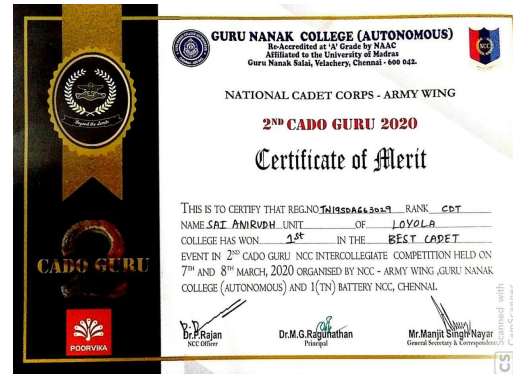 GURU NANAK COLLEGE (AUTONOMOUS)
Re-Accredited at 'A' Grade by NAAC
Affiliated to the University of Madras
Guru Nanak Salai, Velachery, Chennai - 600 042.
NCC
NATIONAL CADET CORPS - ARMY WING
2ND CADO GURU 2020
Certificate of Merit
Beyond the Limits
THIS IS TO CERTIFY THAT REG.NO TN19SDA663029 RANK CDT
NAME SAI ANIRUDH UNIT OF LOYOLA
COLLEGE HAS WON 1st IN THE BEST CADET
EVENT IN 2ND CADO GURU NCC INTERCOLLEGIATE COMPETITION HELD ON
7TH AND 8TH MARCH, 2020 ORGANISED BY NCC - ARMY WING ,GURU NANAK
COLLEGE (AUTONOMOUS) AND 1(TN) BATTERY NCC, CHENNAI.
2
CADO GURU
POORVIKA
Dr.P.Rajan
NCC Officer
Dr.M.G.Ragunathan
Principal
Mr.Manjit Singh Nayar
General Secretary & Correspondent
CS Scanned with
CamScanner